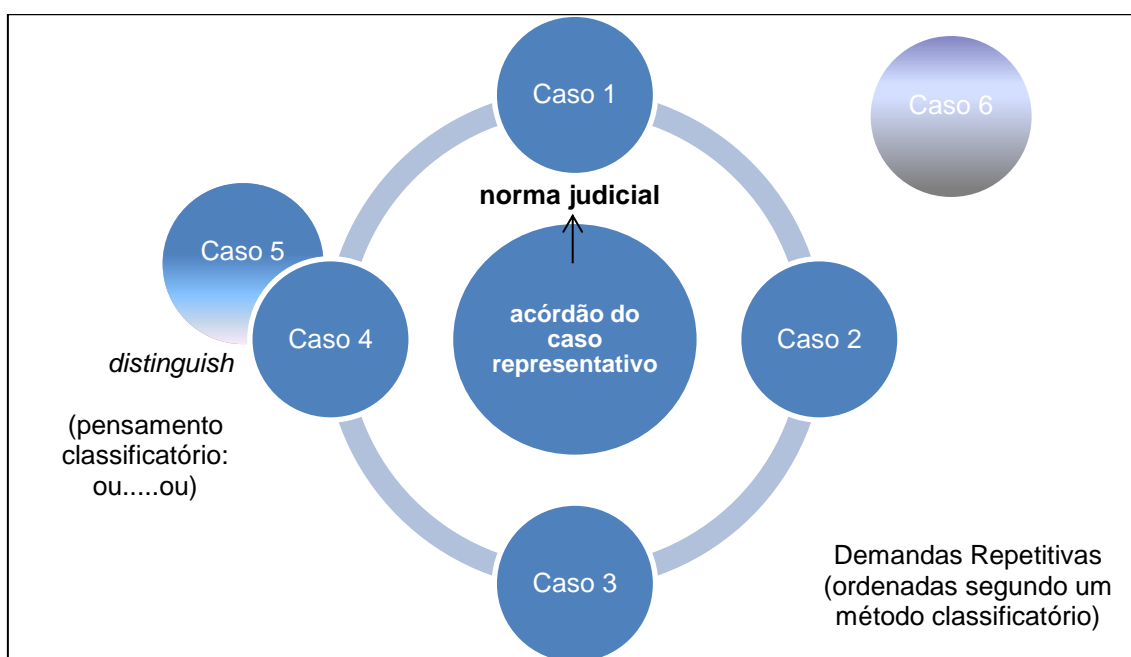 Caso 1
Caso 6
norma judicial
Caso 5
acórdão do
caso
representativo
Caso 4
Caso 2
distinguish
(pensamento
classificatório:
ou.....ou)
Caso 3
Demandas Repetitivas
(ordenadas segundo um
método classificatório)